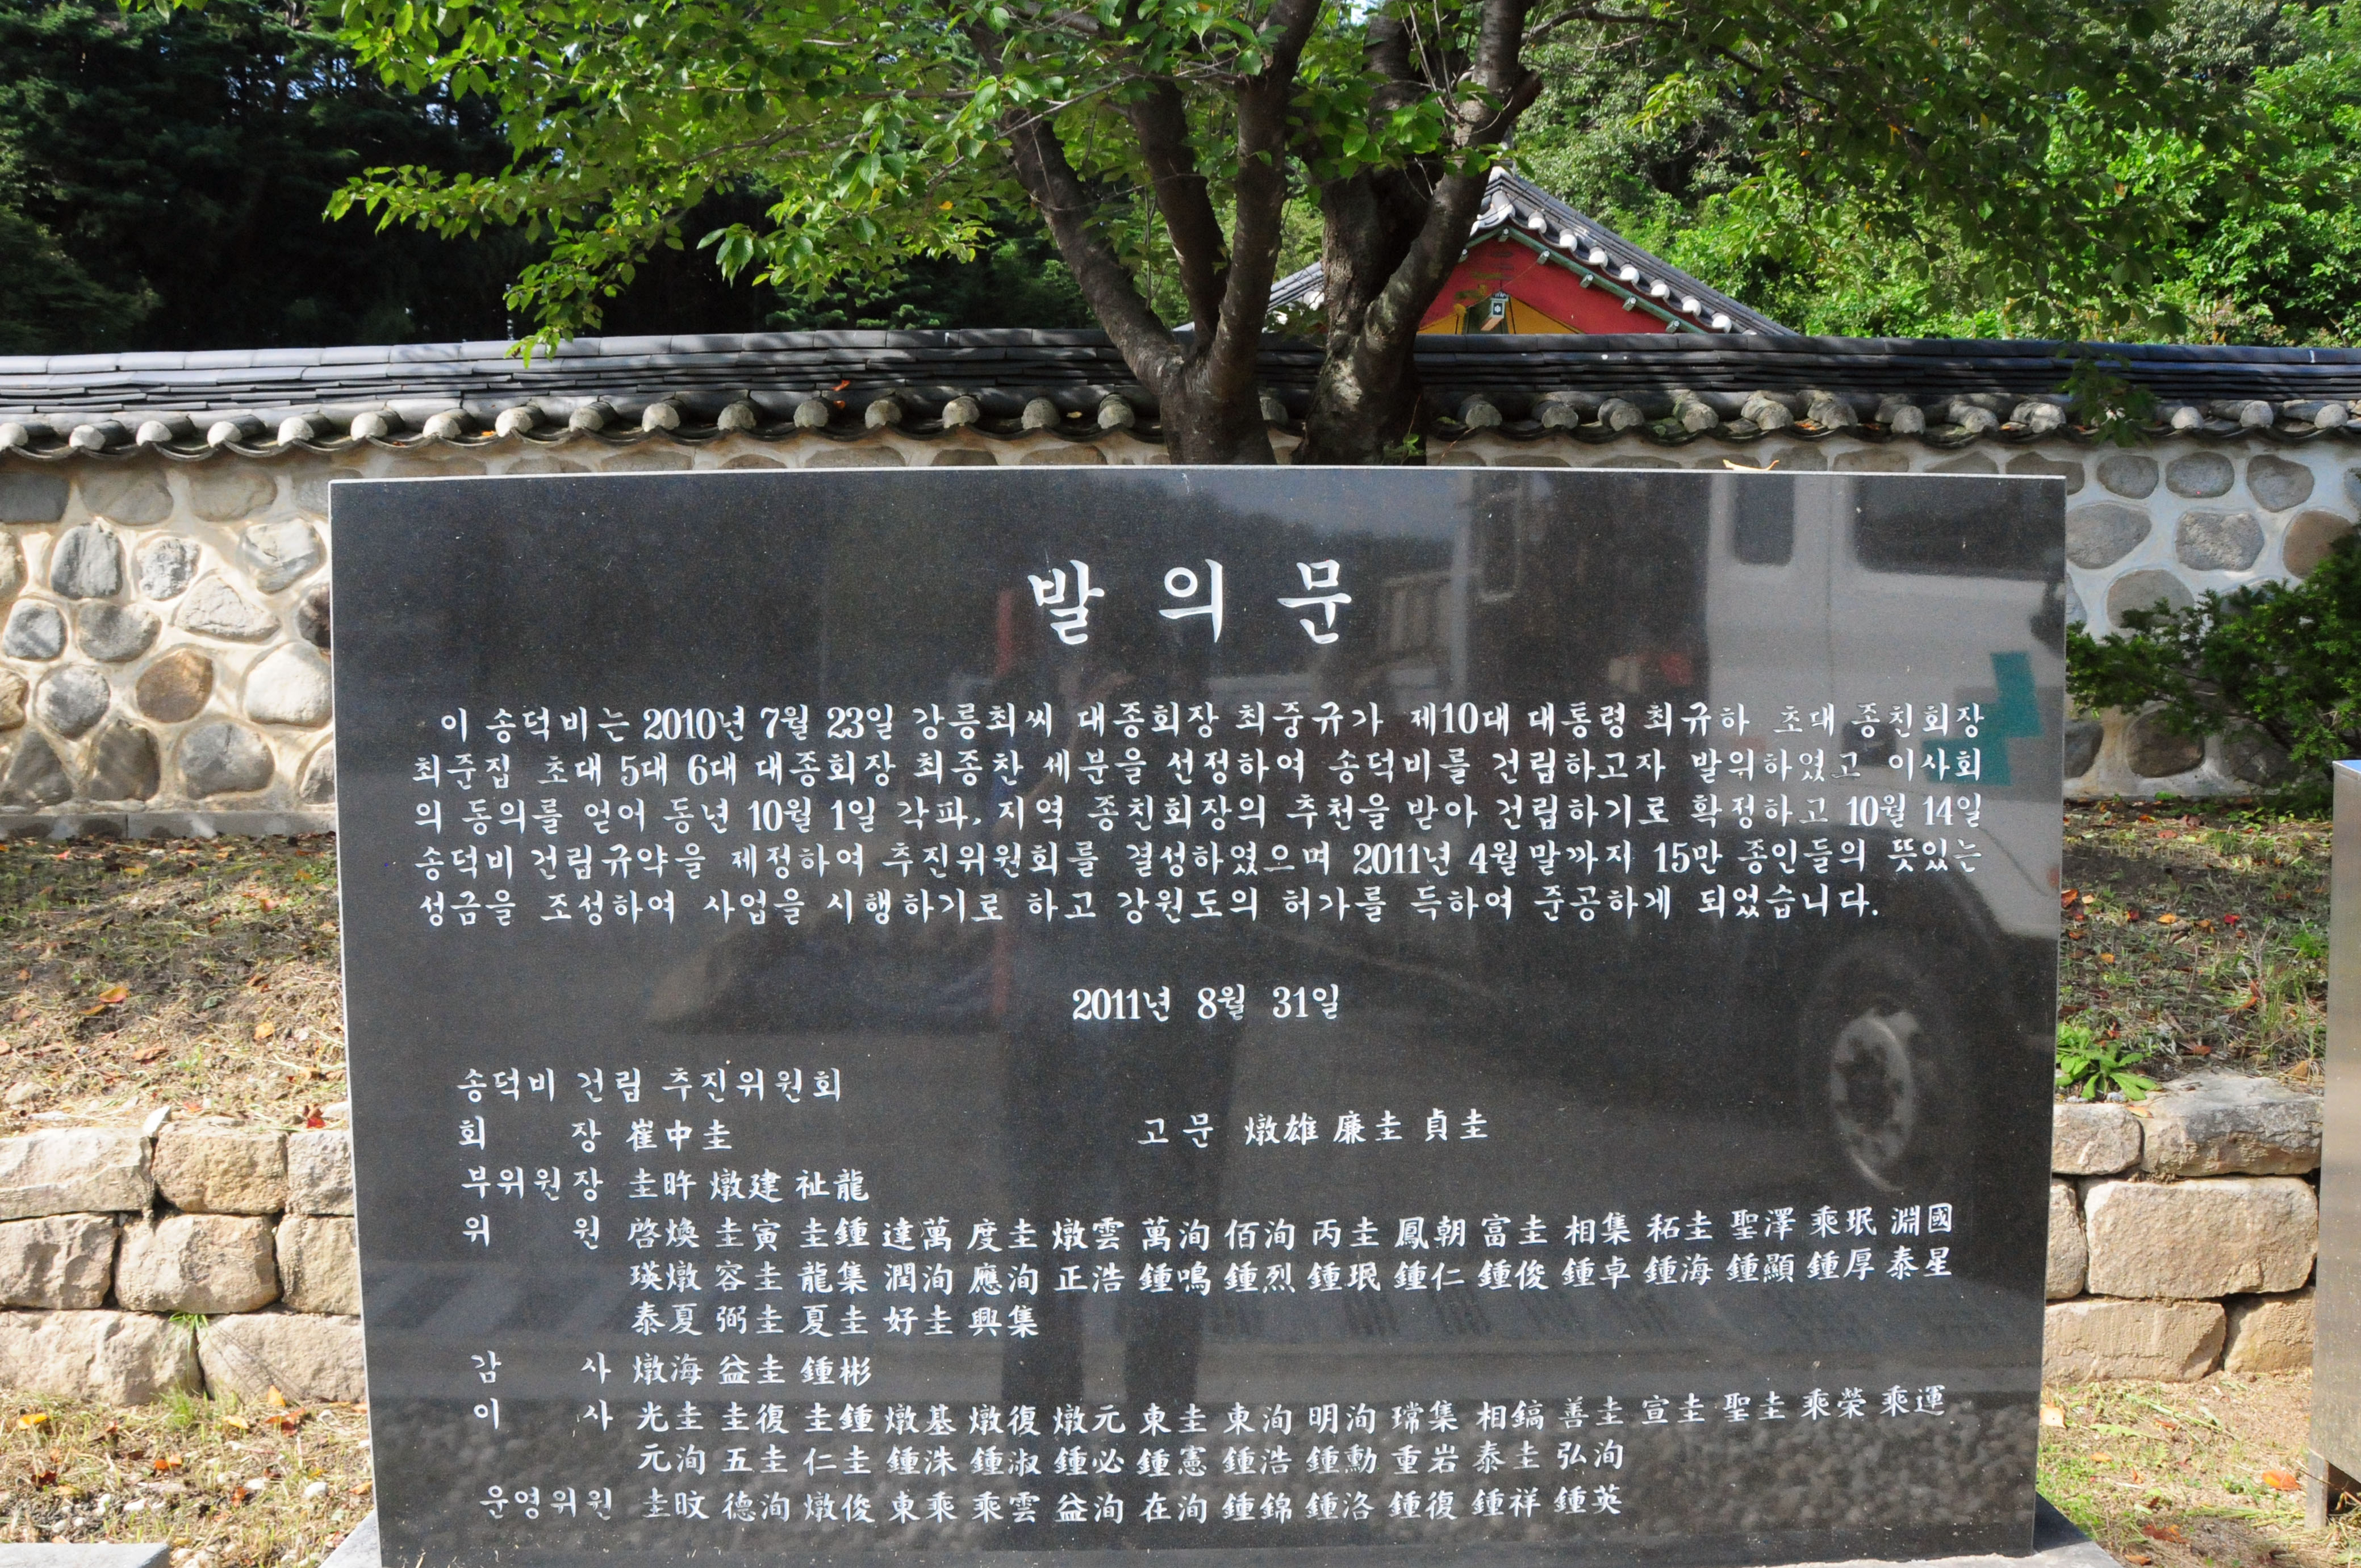 발 의 문
이 송덕비는 2010년 7월 23일 강릉최씨 대종회장 최중규가 제10대 대통령 최규하 초대 종친회장
최준집 초대 5대 6대 대종회장 최종찬 세분을 선정하여 송덕비를 건립하고자 발위하였고 이사회
의 동의를 얻어 동년 10월 1일 각파, 지역 종친회장의 추천을 받아 건립하기로 확정하고 10월 14일
송덕비 건립규약을 제정하여 추진위원회를 결성하였으며 2011년 4월 말까지 15만 종인들의 뜻있는
성금을 조성하여 사업을 시행하기로 하고 강원도의 허가를 득하여 준공하게 되었습니다.
2011년 8월 31일
송덕비 건립 추진위원회
회 장 崔中圭 고문 燉雄 廉圭 貞圭
부위원장 圭旿 燉建 祉龍
위 원 啓煥 圭寅 圭鍾 達萬 度圭 燉雲 萬洵 佰洵 丙圭 鳳朝 富圭 相集 秙圭 聖澤 乘珉 淵國
瑛燉 容圭 龍集 潤洵 應洵 正浩 鍾鳴 鍾烈 鍾珉 鍾仁 鍾俊 鍾卓 鍾海 鍾顯 鍾厚 泰星
泰夏 弼圭 夏圭 好圭 興集
감 사 燉海 益圭 鍾彬
이 사 光圭 圭復 圭鍾 燉基 燉復 燉元 東圭 東洵 明洵 瑺集 相鎬 善圭 宣圭 聖圭 乘榮 乘運
元洵 五圭 仁圭 鍾洙 鍾淑 鍾必 鍾憲 鍾浩 鍾勳 重岩 泰圭 弘洵
운영위원 圭旼 德洵 燉俊 東乘 乘雲 益洵 在洵 鍾錦 鍾洛 鍾復 鍾祥 鍾英